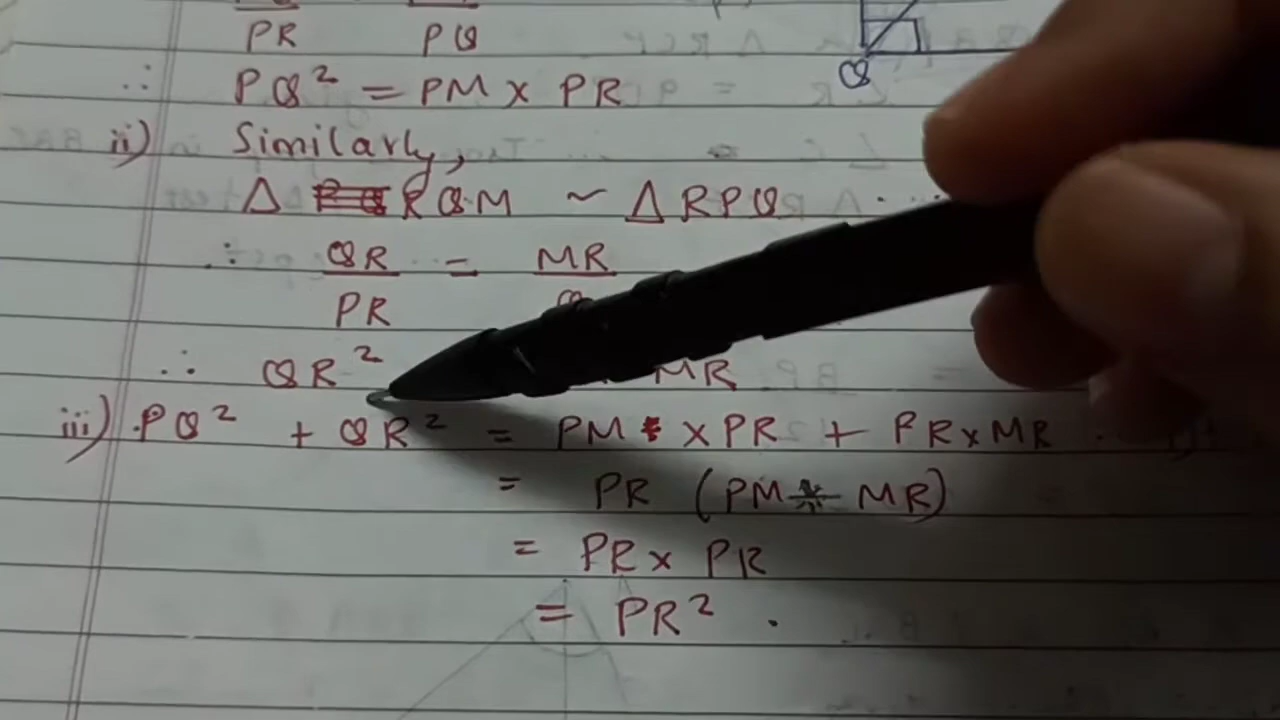 PR PQ
Q
∴ PQ² = PM × PR
ii) Similarly,
Δ RQM ~ Δ RPQ
∴ QR = MR
PR
∴ QR² MR
iii) PQ² + QR² = PM × PR + PR × MR
= PR (PM + MR)
= PR × PR
= PR².